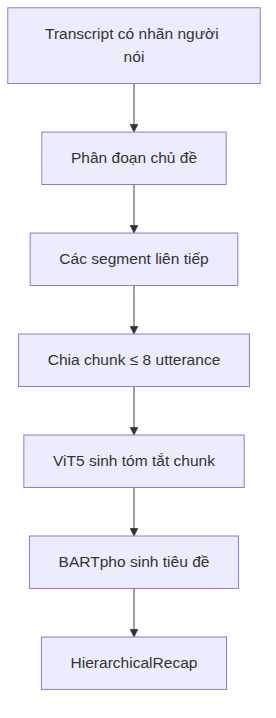 Transcript có nhãn người
nói
Phân đoạn chủ đề
Các segment liên tiếp
Chia chunk ≤ 8 utterance
ViT5 sinh tóm tắt chunk
BARTpho sinh tiêu đề
HierarchicalRecap